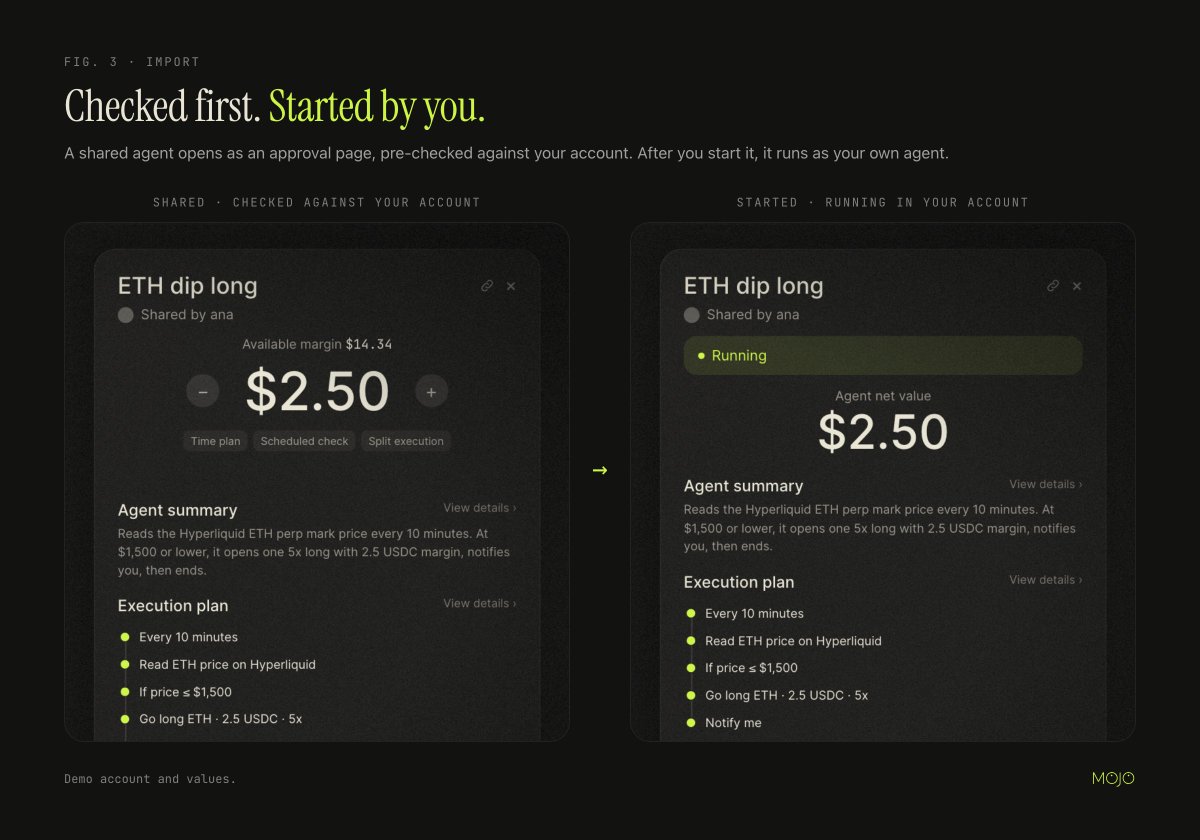 FIG. 3 · IMPORT
Checked first. Started by you.
A shared agent opens as an approval page, pre-checked against your account. After you start it, it runs as your own agent.
SHARED · CHECKED AGAINST YOUR ACCOUNT
ETH dip long
Shared by ana
Available margin $14.34
− $2.50 +
Time plan Scheduled check Split execution
Agent summary View details ›
Reads the Hyperliquid ETH perp mark price every 10 minutes. At
$1,500 or lower, it opens one 5x long with 2.5 USDC margin, notifies
you, then ends.
Execution plan View details ›
Every 10 minutes
Read ETH price on Hyperliquid
If price ≤ $1,500
Go long ETH · 2.5 USDC · 5x
→
STARTED · RUNNING IN YOUR ACCOUNT
ETH dip long
Shared by ana
Running
Agent net value
$2.50
Agent summary View details ›
Reads the Hyperliquid ETH perp mark price every 10 minutes. At
$1,500 or lower, it opens one 5x long with 2.5 USDC margin, notifies
you, then ends.
Execution plan View details ›
Every 10 minutes
Read ETH price on Hyperliquid
If price ≤ $1,500
Go long ETH · 2.5 USDC · 5x
Notify me
Demo account and values.
MOJO